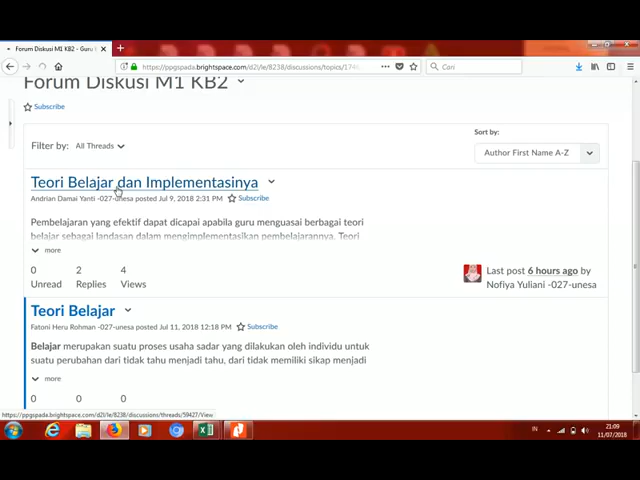 Forum Diskusi M1 KB2 - Guru
https://ppgspada.brightspace.com/d2l/le/8238/discussions/topics/1744
Cari
Forum Diskusi M1 KB2
Subscribe
Filter by: All Threads
Sort by:
Author First Name A-Z
Teori Belajar dan Implementasinya
Andrian Damai Yanti -027-unesa posted Jul 9, 2018 2:31 PM Subscribe
Pembelajaran yang efektif dapat dicapai apabila guru menguasai berbagai teori
belajar sebagai landasan dalam mengimplementasikan pembelajarannya. Teori
more
0 2 4
Unread Replies Views
Last post 6 hours ago by
Nofiya Yuliani -027-unesa
Teori Belajar
Fatoni Heru Rohman -027-unesa posted Jul 11, 2018 12:18 PM Subscribe
Belajar merupakan suatu proses usaha sadar yang dilakukan oleh individu untuk
suatu perubahan dari tidak tahu menjadi tahu, dari tidak memiliki sikap menjadi
more
0 0 0
https://ppgspada.brightspace.com/d2l/le/8238/discussions/threads/59427/View
IN
21:09
11/07/2018